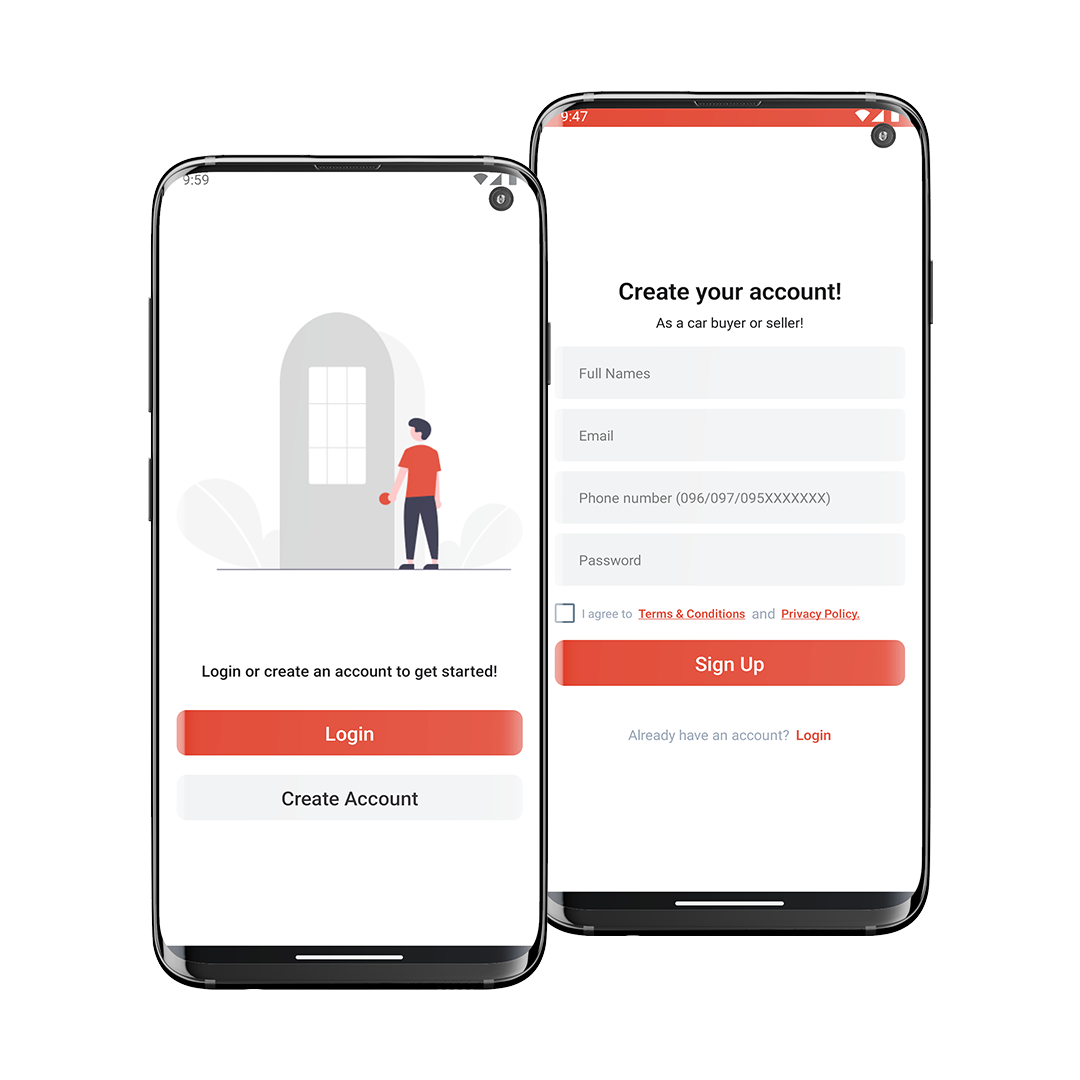 9:59
Login or create an account to get started!
Login
Create Account
9:47
Create your account!
As a car buyer or seller!
Full Names
Email
Phone number (096/097/095XXXXXXX)
Password
I agree to Terms & Conditions and Privacy Policy.
Sign Up
Already have an account? Login